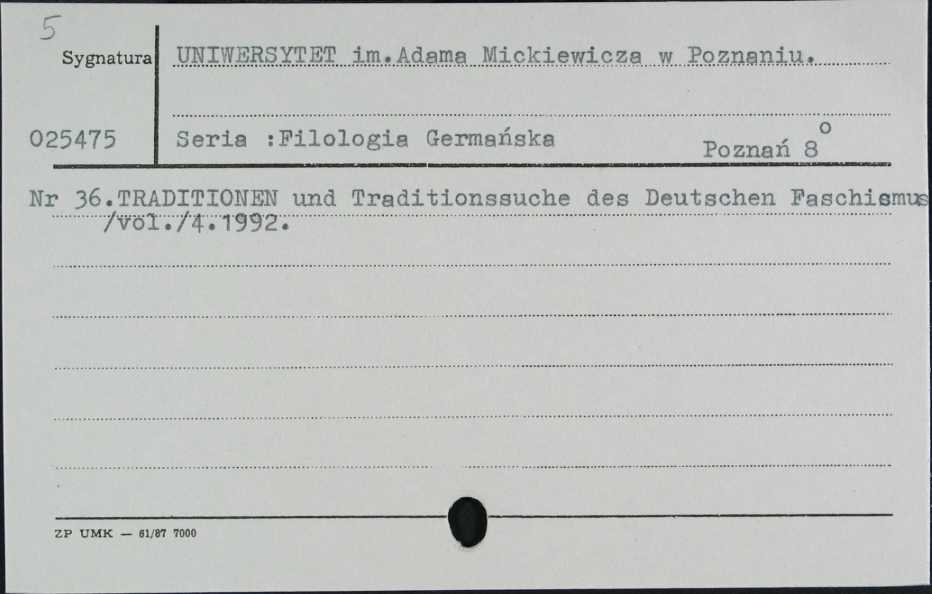 5
Sygnatura
UNIWERSYTET im.Adama Mickiewicza w Poznaniu.
025475
Seria :Filologia Germańska
Poznań 8°
Nr 36.TRADITIONEN und Traditionssuche des Deutschen Faschismus
/vol./4.1992.
ZP UMK — 61/87 7000